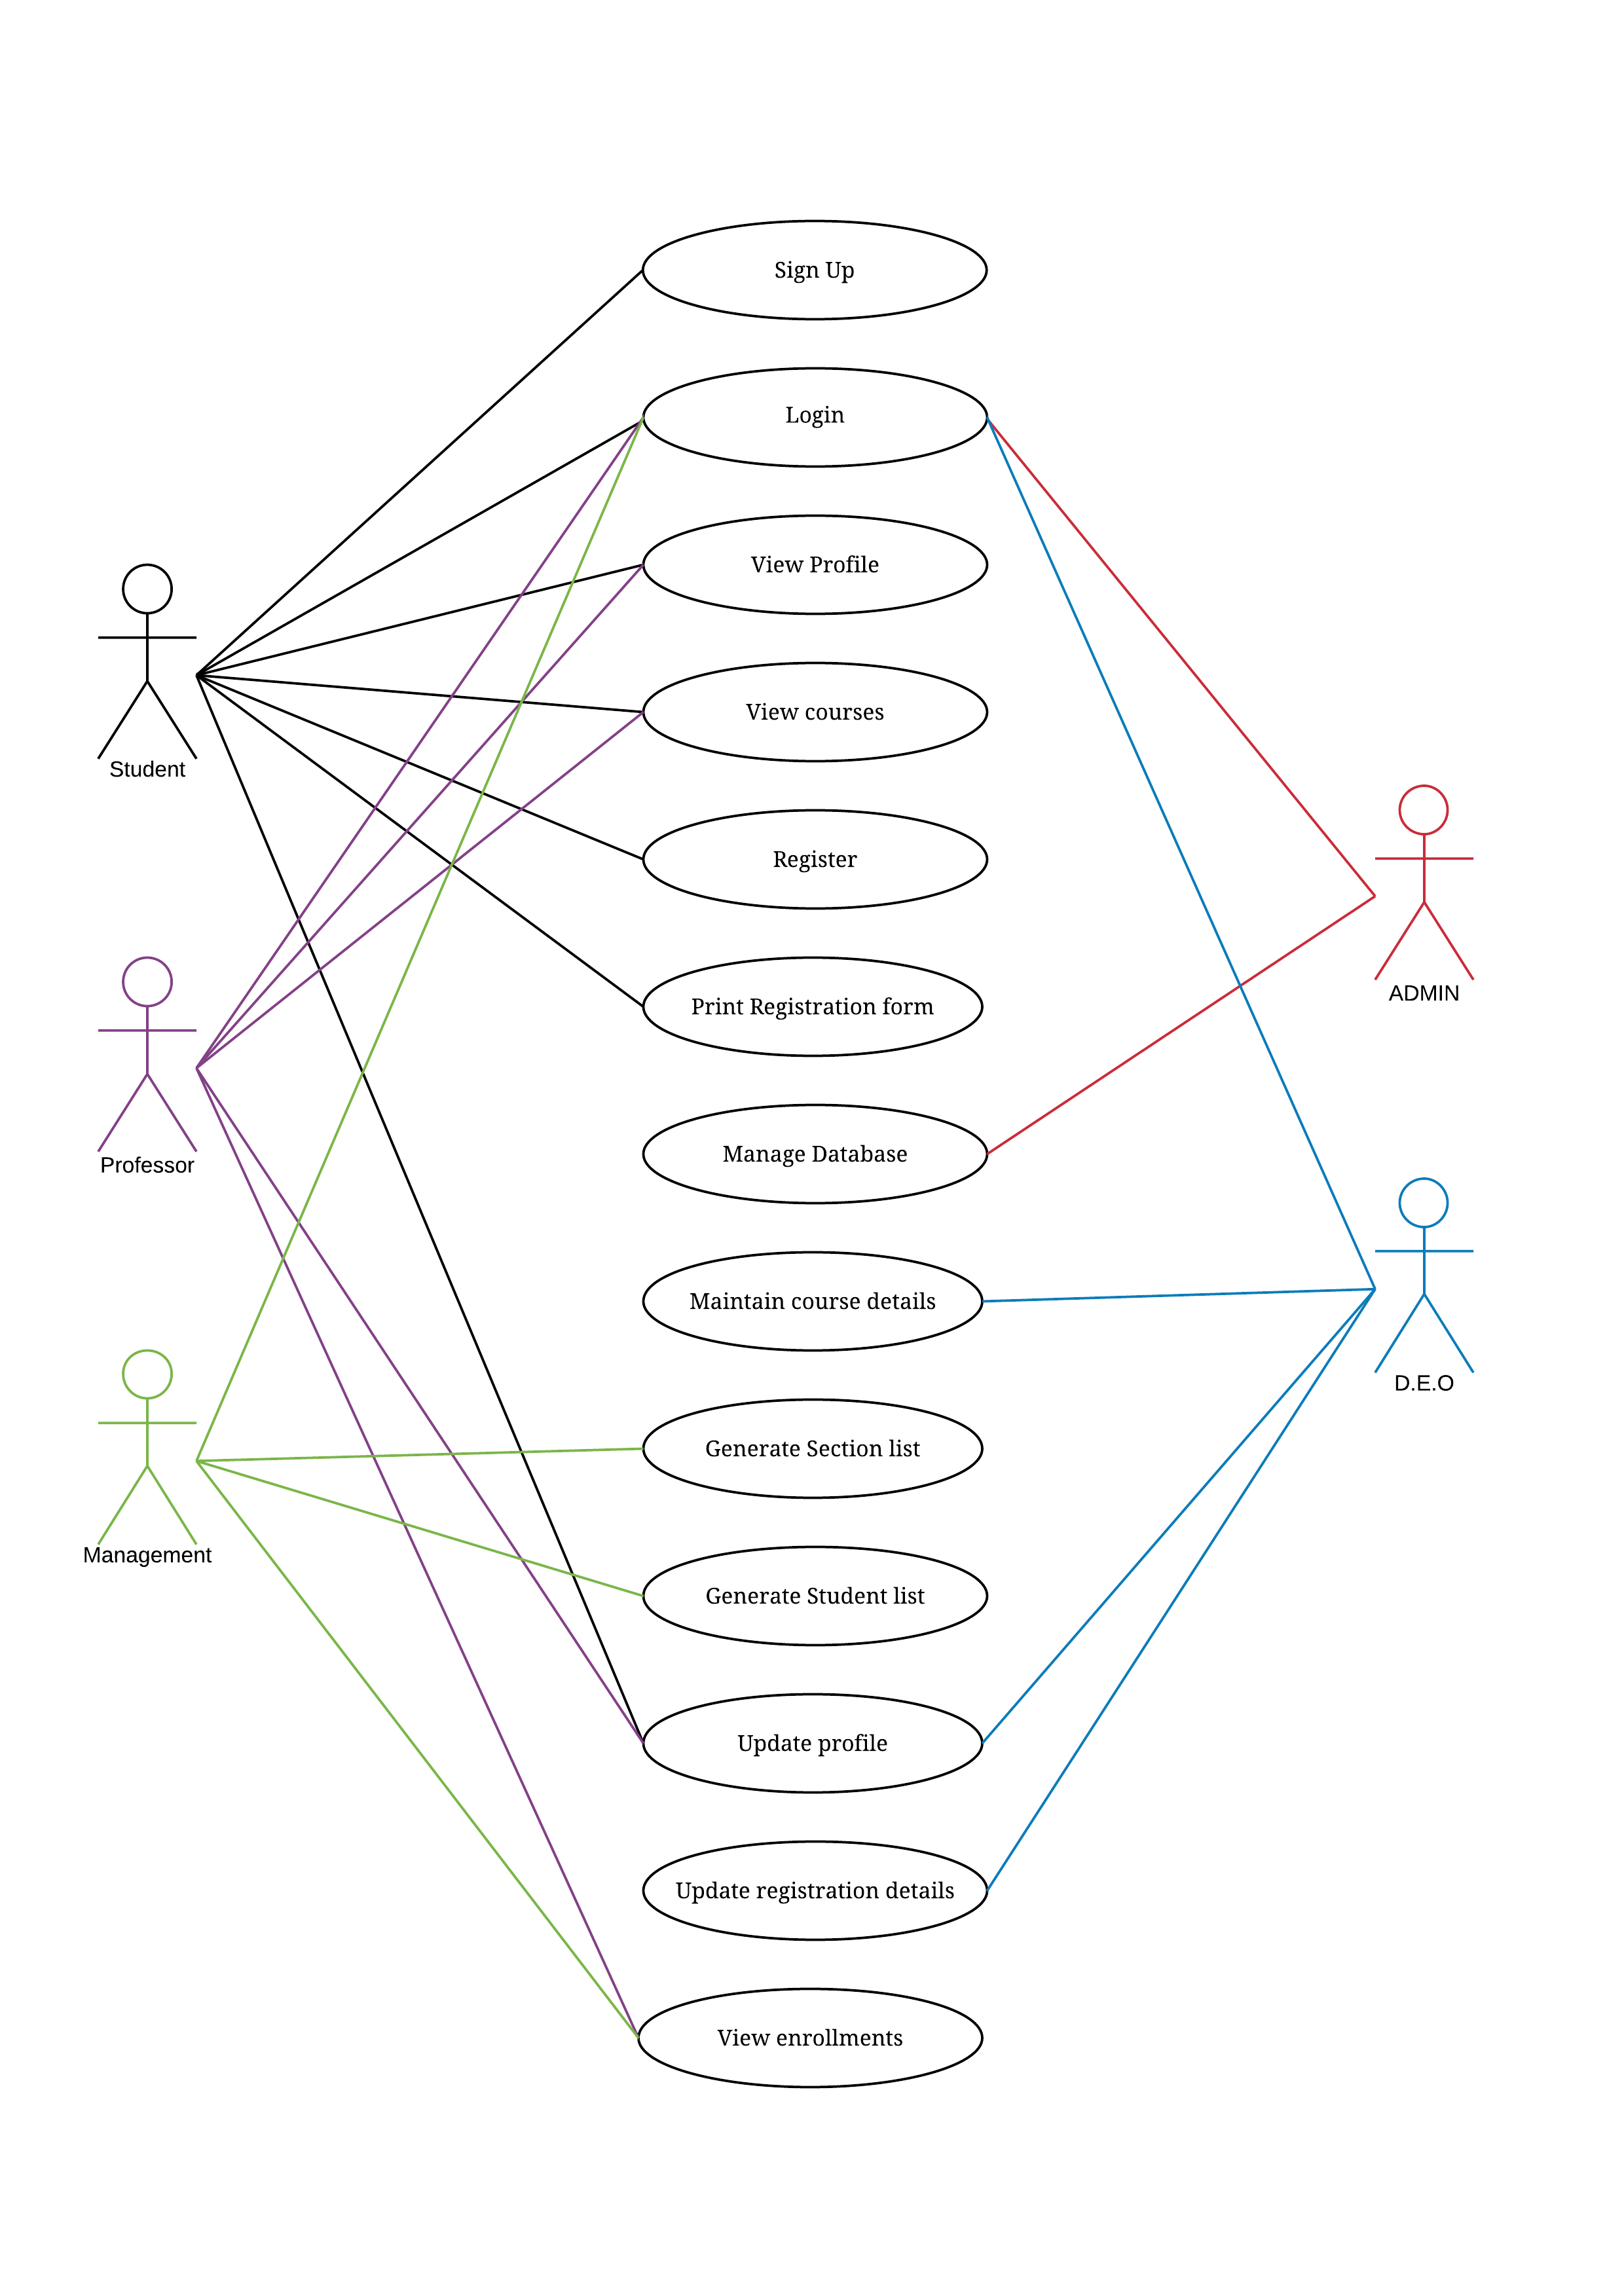 Sign Up
Login
View Profile
View courses
Student
Register
ADMIN
Print Registration form
Professor
Manage Database
Maintain course details
D.E.O
Generate Section list
Management
Generate Student list
Update profile
Update registration details
View enrollments